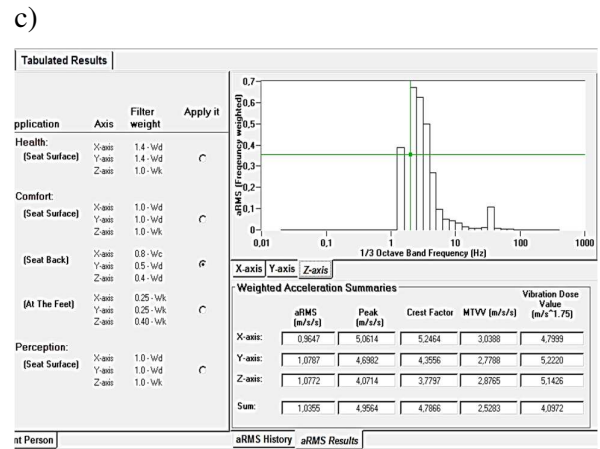 c)
Tabulated Results
pplication Axis Filter weight Apply it
Health:
(Seat Surface) X-axis 1.4 - Wd
Y-axis 1.4 - Wd
Z-axis 1.0 - Wk
Comfort:
(Seat Surface) X-axis 1.0 - Wd
Y-axis 1.0 - Wd
Z-axis 1.0 - Wk
(Seat Back) X-axis 0.8 - Wc
Y-axis 0.5 - Wd
Z-axis 0.4 - Wd
(At The Feet) X-axis 0.25 - Wk
Y-axis 0.25 - Wk
Z-axis 0.40 - Wk
Perception:
(Seat Surface) X-axis 1.0 - Wd
Y-axis 1.0 - Wd
Z-axis 1.0 - Wk
nt Person
aRMS (Freqeuncy weighted)
0,7
0,6
0,5
0,4
0,3
0,2
0,1
0
0,01 0,1 1 10 100 1000
1/3 Octave Band Frequency (Hz)
X-axis Y-axis Z-axis
Weighted Acceleration Summaries
aRMS (m/s/s) Peak (m/s/s) Crest Factor MTVV (m/s/s) Vibration Dose Value (m/s^1.75)
X-axis: 0,9647 5,0614 5,2464 3,0388 4,7999
Y-axis: 1,0787 4,6982 4,3556 2,7788 5,2220
Z-axis: 1,0772 4,0714 3,7797 2,8765 5,1426
Sum: 1,0355 4,9564 4,7866 2,5283 4,0972
aRMS History aRMS Results